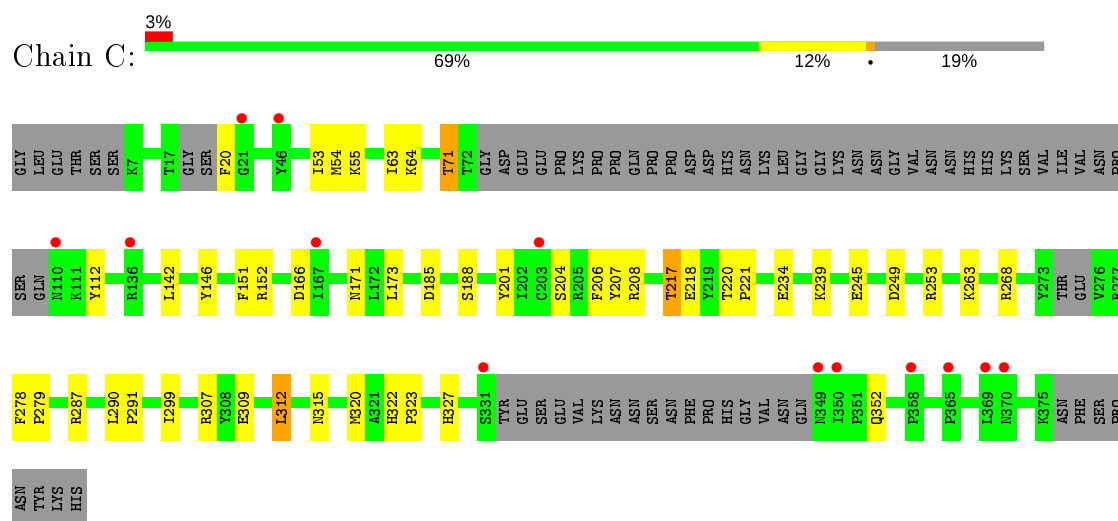 3%
Chain C:
69% 12% • 19%
GLY LEU GLU THR SER SER K7 T17 GLY SER F20 G21 Y46 I53 M54 K55 I63 K64 T71 T72 GLY ASP GLU GLU PRO LYS PRO PRO GLN PRO PRO ASP ASP HIS ASN LYS LEU GLY GLY LYS ASN ASN GLY VAL ASN ASN HIS HIS LYS SER VAL ILE VAL ASN PRO
SER GLN N110 K111 Y112 R136 L142 Y146 F151 R152 D166 I167 N171 L172 L173 D185 S188 Y201 I202 C203 S204 R205 F206 Y207 R208 T217 E218 Y219 T220 P221 E234 K239 E245 D249 R253 K263 R268 Y273 THR GLU V276 R277
F278 P279 R287 L290 P291 I299 R307 Y308 E309 L312 N315 M320 A321 H322 P323 H327 S331 TYR GLU SER GLU VAL LYS ASN ASN SER ASN PHE PRO HIS GLY VAL ASN GLN N349 I350 P351 Q352 P358 P365 L369 N370 K375 ASN PHE SER PRO
ASN TYR LYS HIS